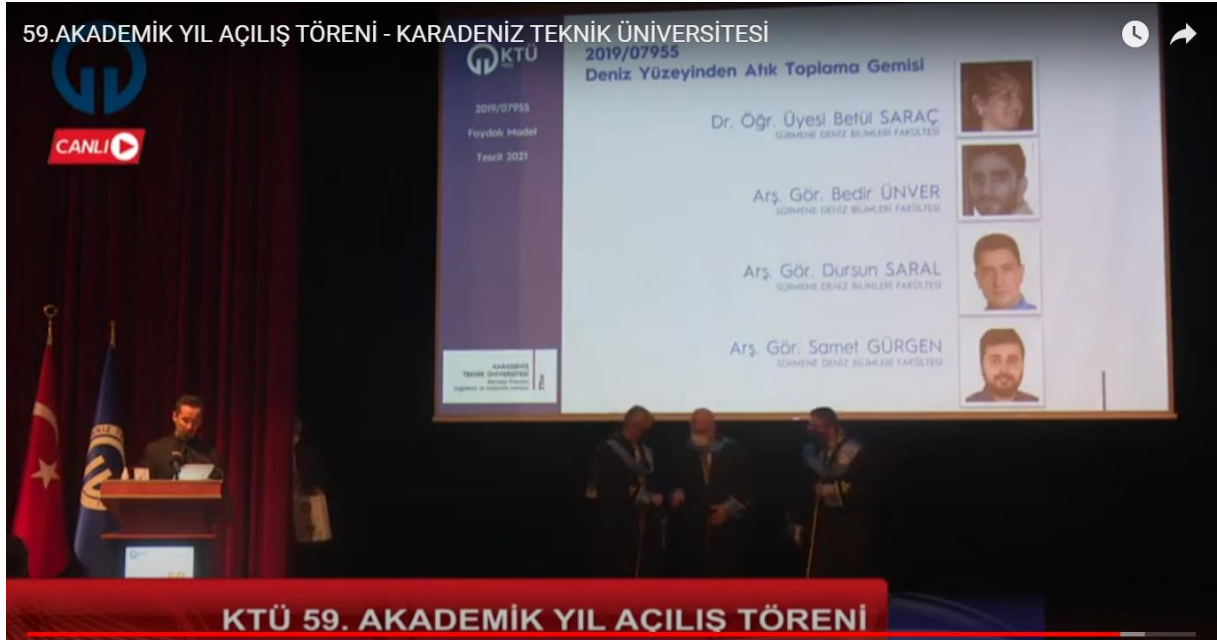 59.AKADEMİK YIL AÇILIŞ TÖRENİ - KARADENİZ TEKNİK ÜNİVERSİTESİ
CANLI
KTÜ
2019/07955
Faydalı Model
Tescil 2021
2019/07955
Deniz Yüzeyinden Atık Toplama Gemisi
Dr. Öğr. Üyesi Betül SARAÇ
SÜRMENE DENİZ BİLİMLERİ FAKÜLTESİ
Arş. Gör. Bedir ÜNVER
SÜRMENE DENİZ BİLİMLERİ FAKÜLTESİ
Arş. Gör. Dursun SARAL
SÜRMENE DENİZ BİLİMLERİ FAKÜLTESİ
Arş. Gör. Samet GÜRGEN
SÜRMENE DENİZ BİLİMLERİ FAKÜLTESİ
KARADENİZ
TEKNİK ÜNİVERSİTESİ
KTÜ 59. AKADEMİK YIL AÇILIŞ TÖRENİ